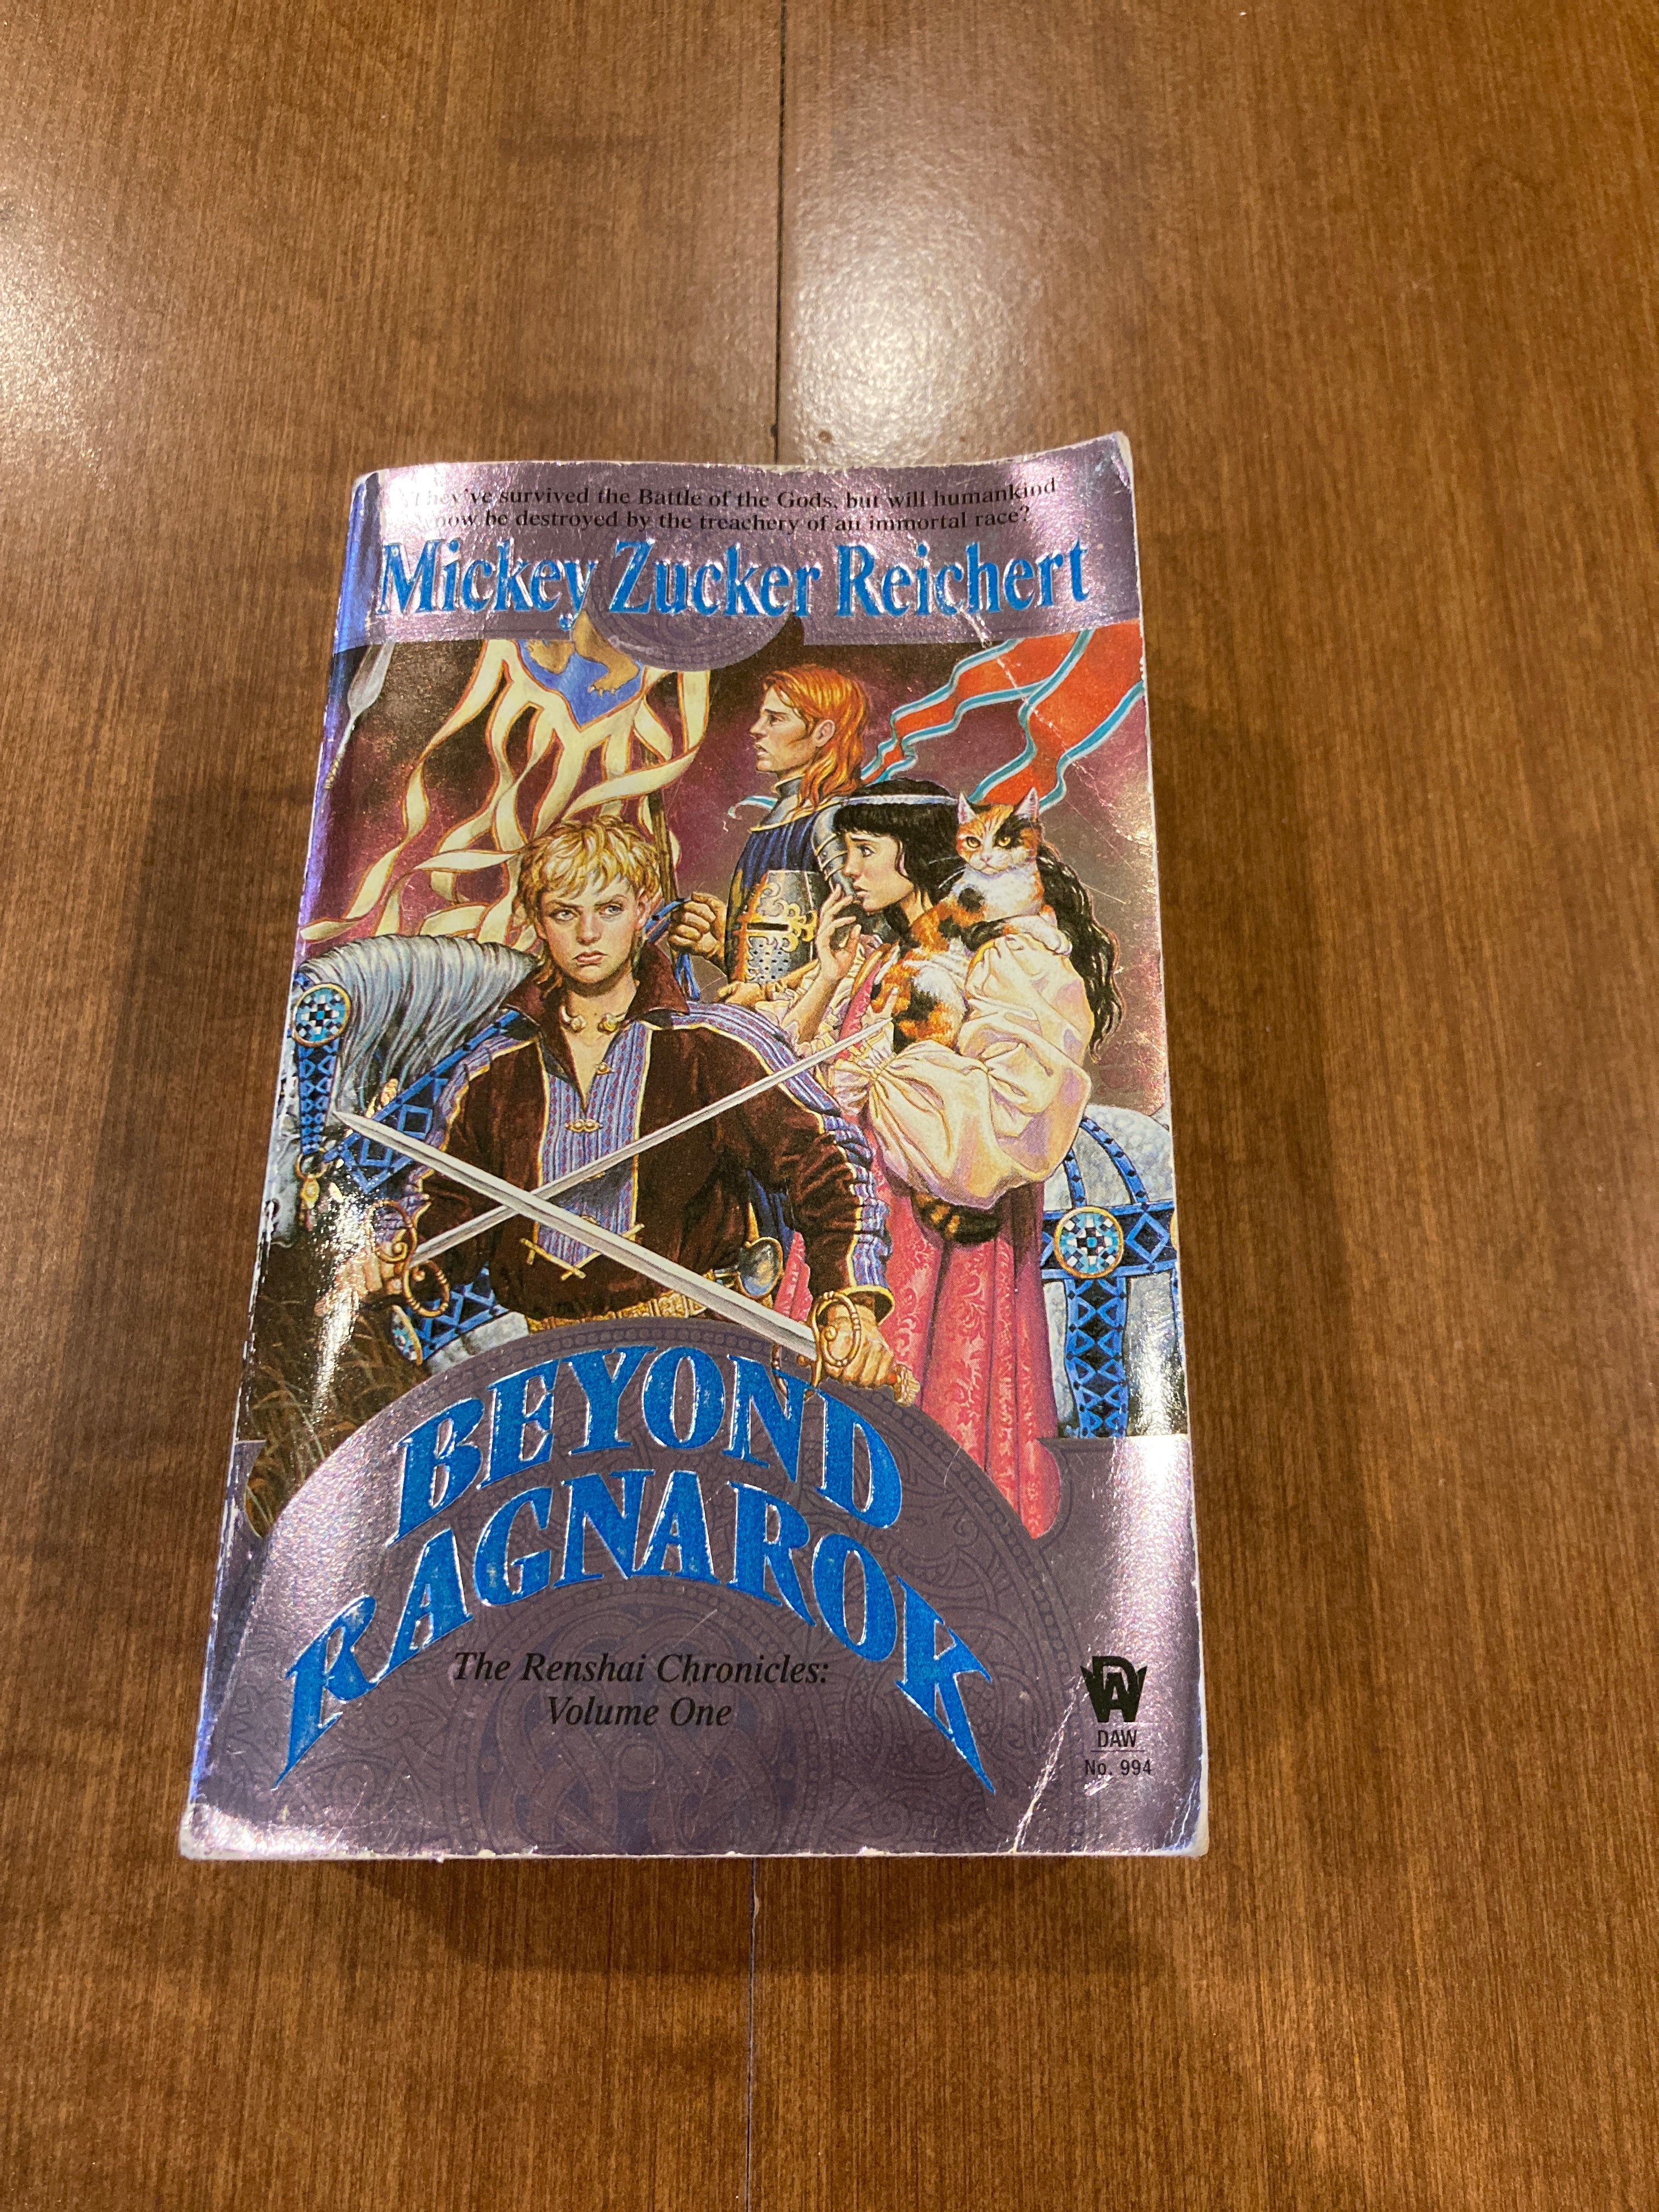 They've survived the Battle of the Gods, but will humankind
now be destroyed by the treachery of an immortal race?
Mickey Zucker Reichert
BEYOND
RAGNAROK
The Renshai Chronicles:
Volume One
DAW
DAW
No. 994